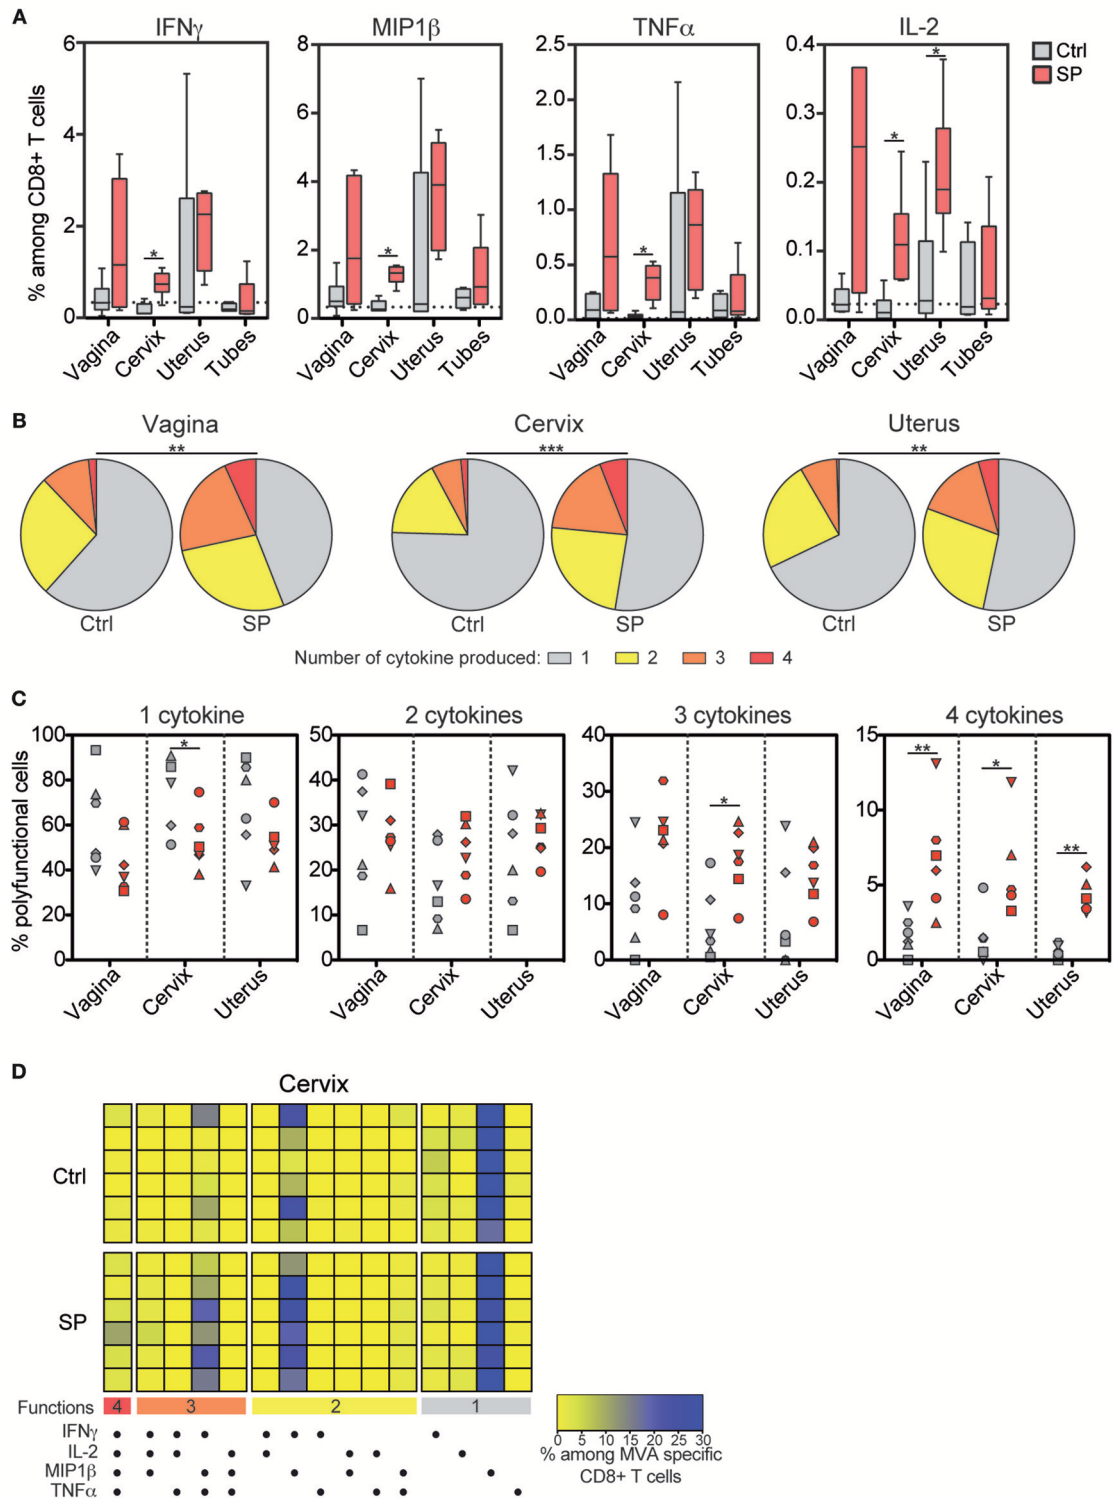 A
IFNγ MIP1β TNFα IL-2
Ctrl
SP
% among CD8+ T cells
6 4 2 0
8 6 4 2 0
2.5 2.0 1.5 1.0 0.5 0.0
0.4 0.3 0.2 0.1 0.0
* * * * *
Vagina Cervix Uterus Tubes
Vagina Cervix Uterus Tubes
Vagina Cervix Uterus Tubes
Vagina Cervix Uterus Tubes
B
Vagina Cervix Uterus
** *** **
Ctrl SP Ctrl SP Ctrl SP
Number of cytokine produced: 1 2 3 4
C
1 cytokine 2 cytokines 3 cytokines 4 cytokines
% polyfunctional cells
100 80 60 40 20 0
50 40 30 20 10 0
40 30 20 10 0
15 10 5 0
* * ** * **
Vagina Cervix Uterus
Vagina Cervix Uterus
Vagina Cervix Uterus
Vagina Cervix Uterus
D
Cervix
Ctrl
SP
Functions 4 3 2 1
IFNγ
IL-2
MIP1β
TNFα
0 5 10 15 20 25 30
% among MVA specific
CD8+ T cells